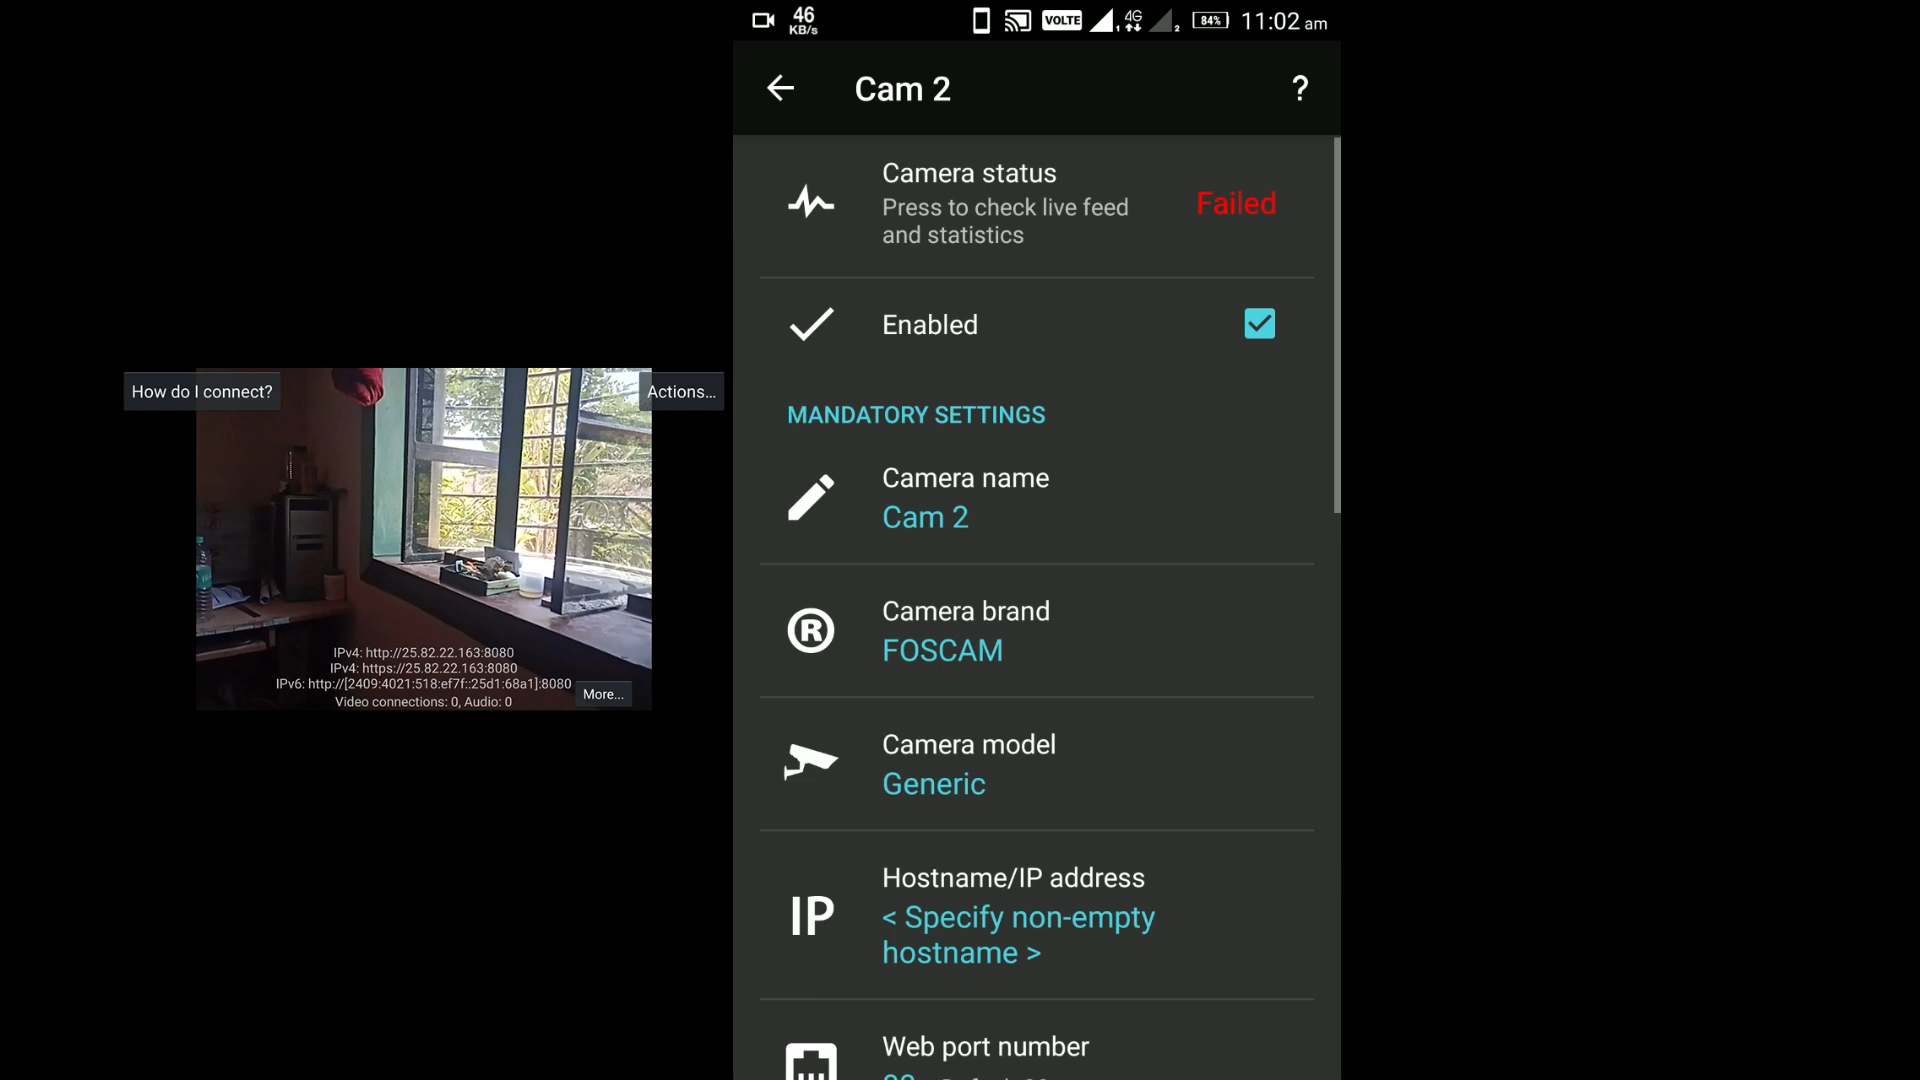 46
KB/s
VOLTE
1
4G
2
84%
11:02 am
Cam 2
?
Camera status
Press to check live feed
and statistics
Failed
Enabled
MANDATORY SETTINGS
Camera name
Cam 2
Camera brand
®
FOSCAM
Camera model
Generic
Hostname/IP address
IP
< Specify non-empty
hostname >
Web port number
How do I connect?
Actions...
IPv4: http://25.82.22.163:8080
IPv4: https://25.82.22.163:8080
IPv6: http://[2409:4021:518:ef7f::25d1:68a1]:8080
Video connections: 0, Audio: 0
More...